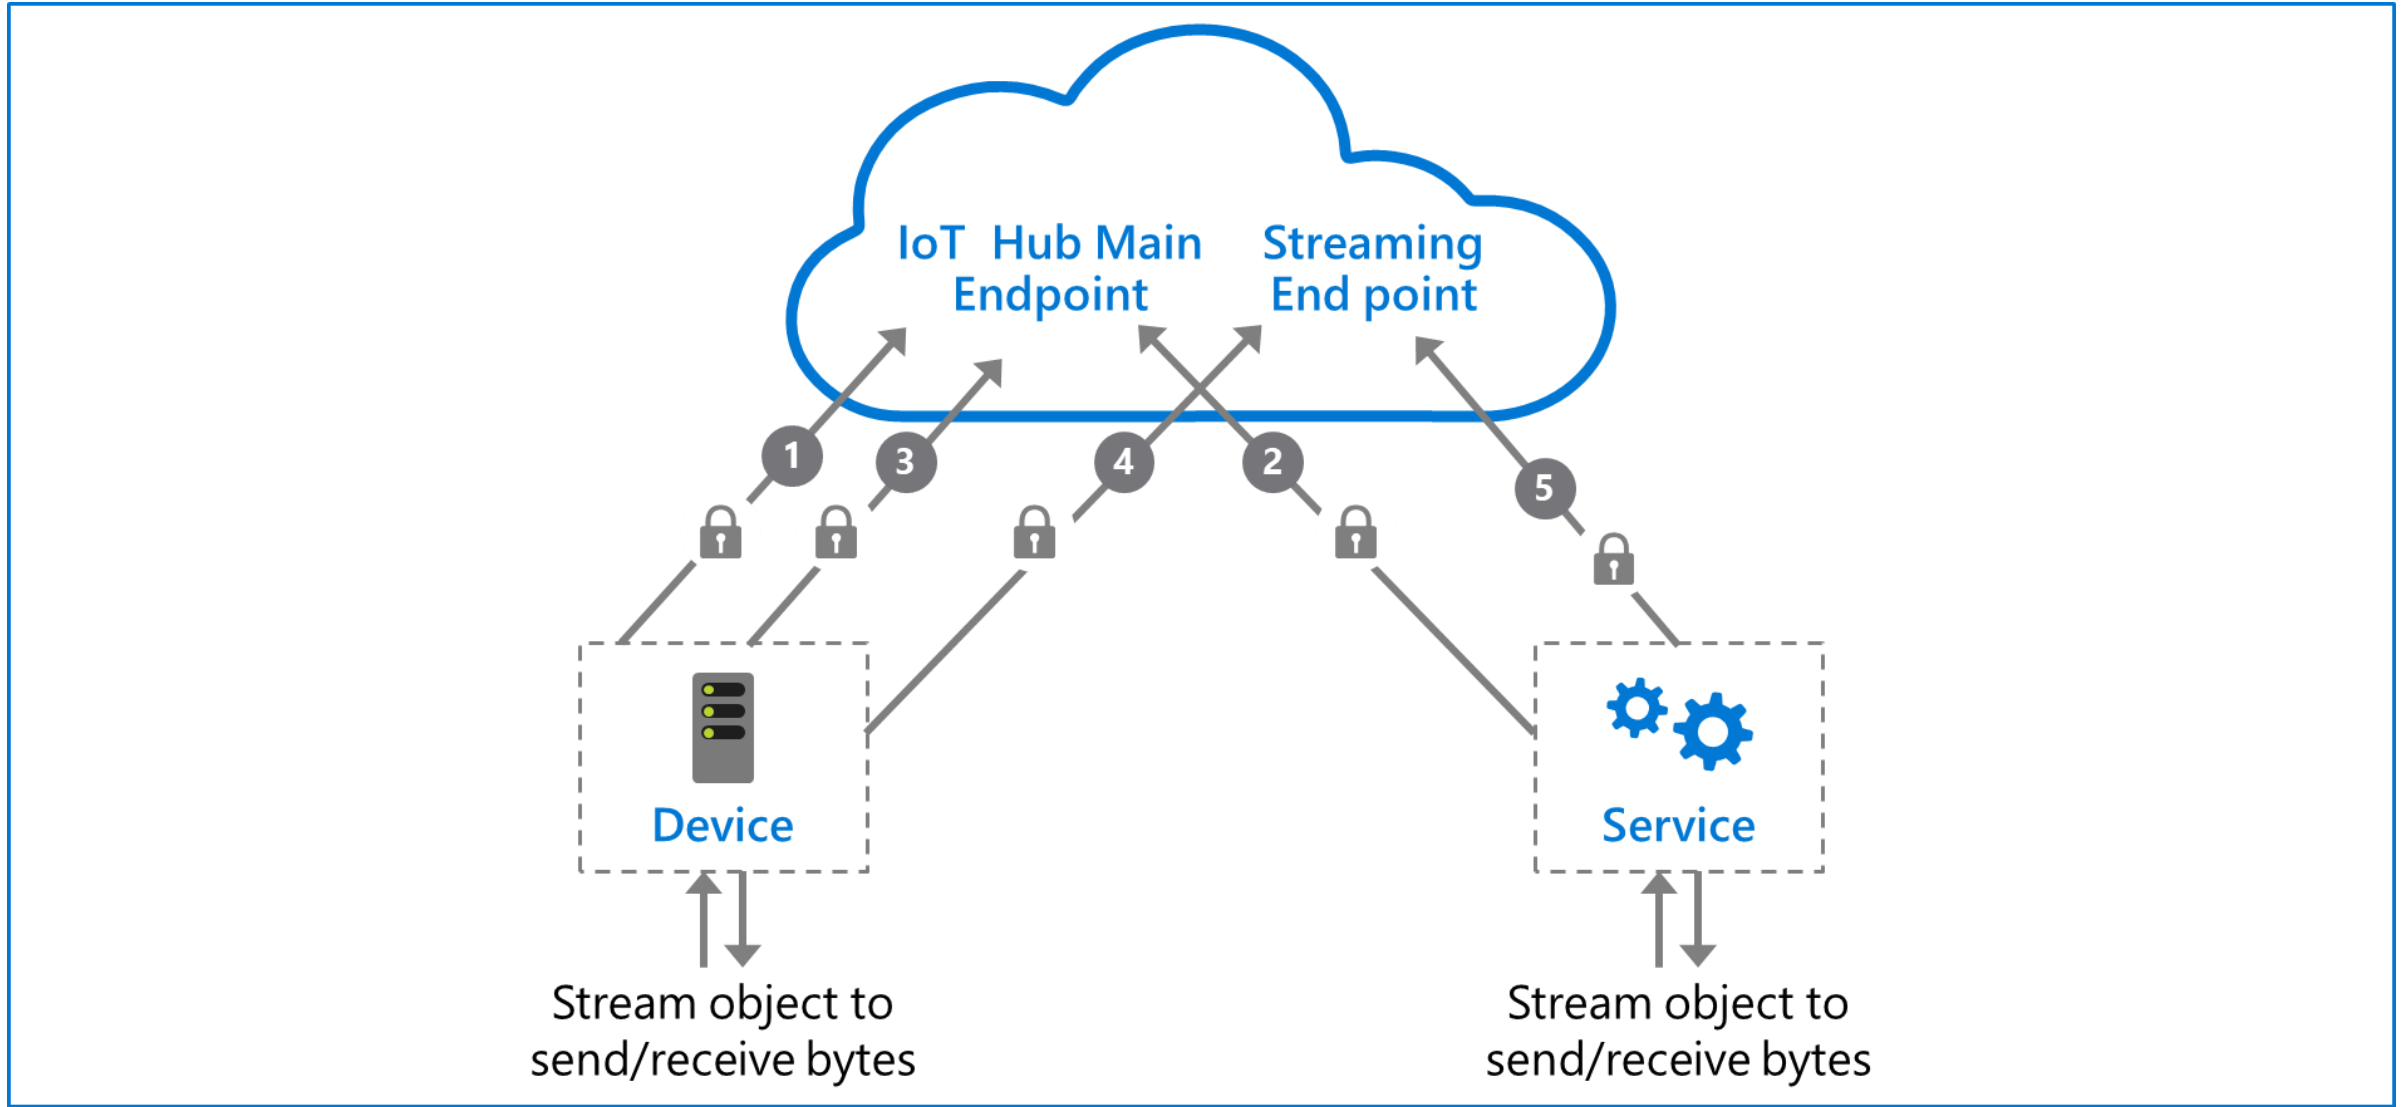 IoT Hub Main
Endpoint
Streaming
End point
1
3
4
2
5
Device
Service
Stream object to
send/receive bytes
Stream object to
send/receive bytes